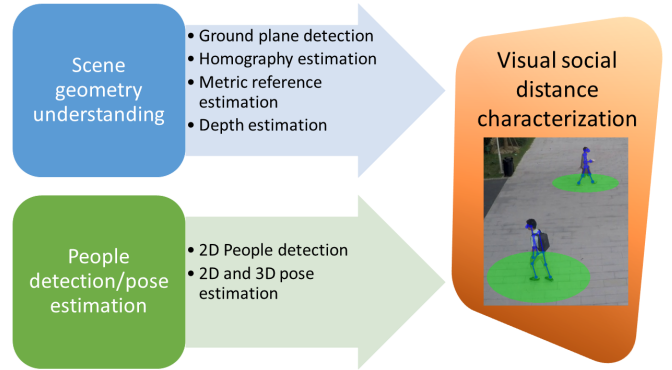 Scene
geometry
understanding
• Ground plane detection
• Homography estimation
• Metric reference
estimation
• Depth estimation
People
detection/pose
estimation
• 2D People detection
• 2D and 3D pose
estimation
Visual social
distance
characterization